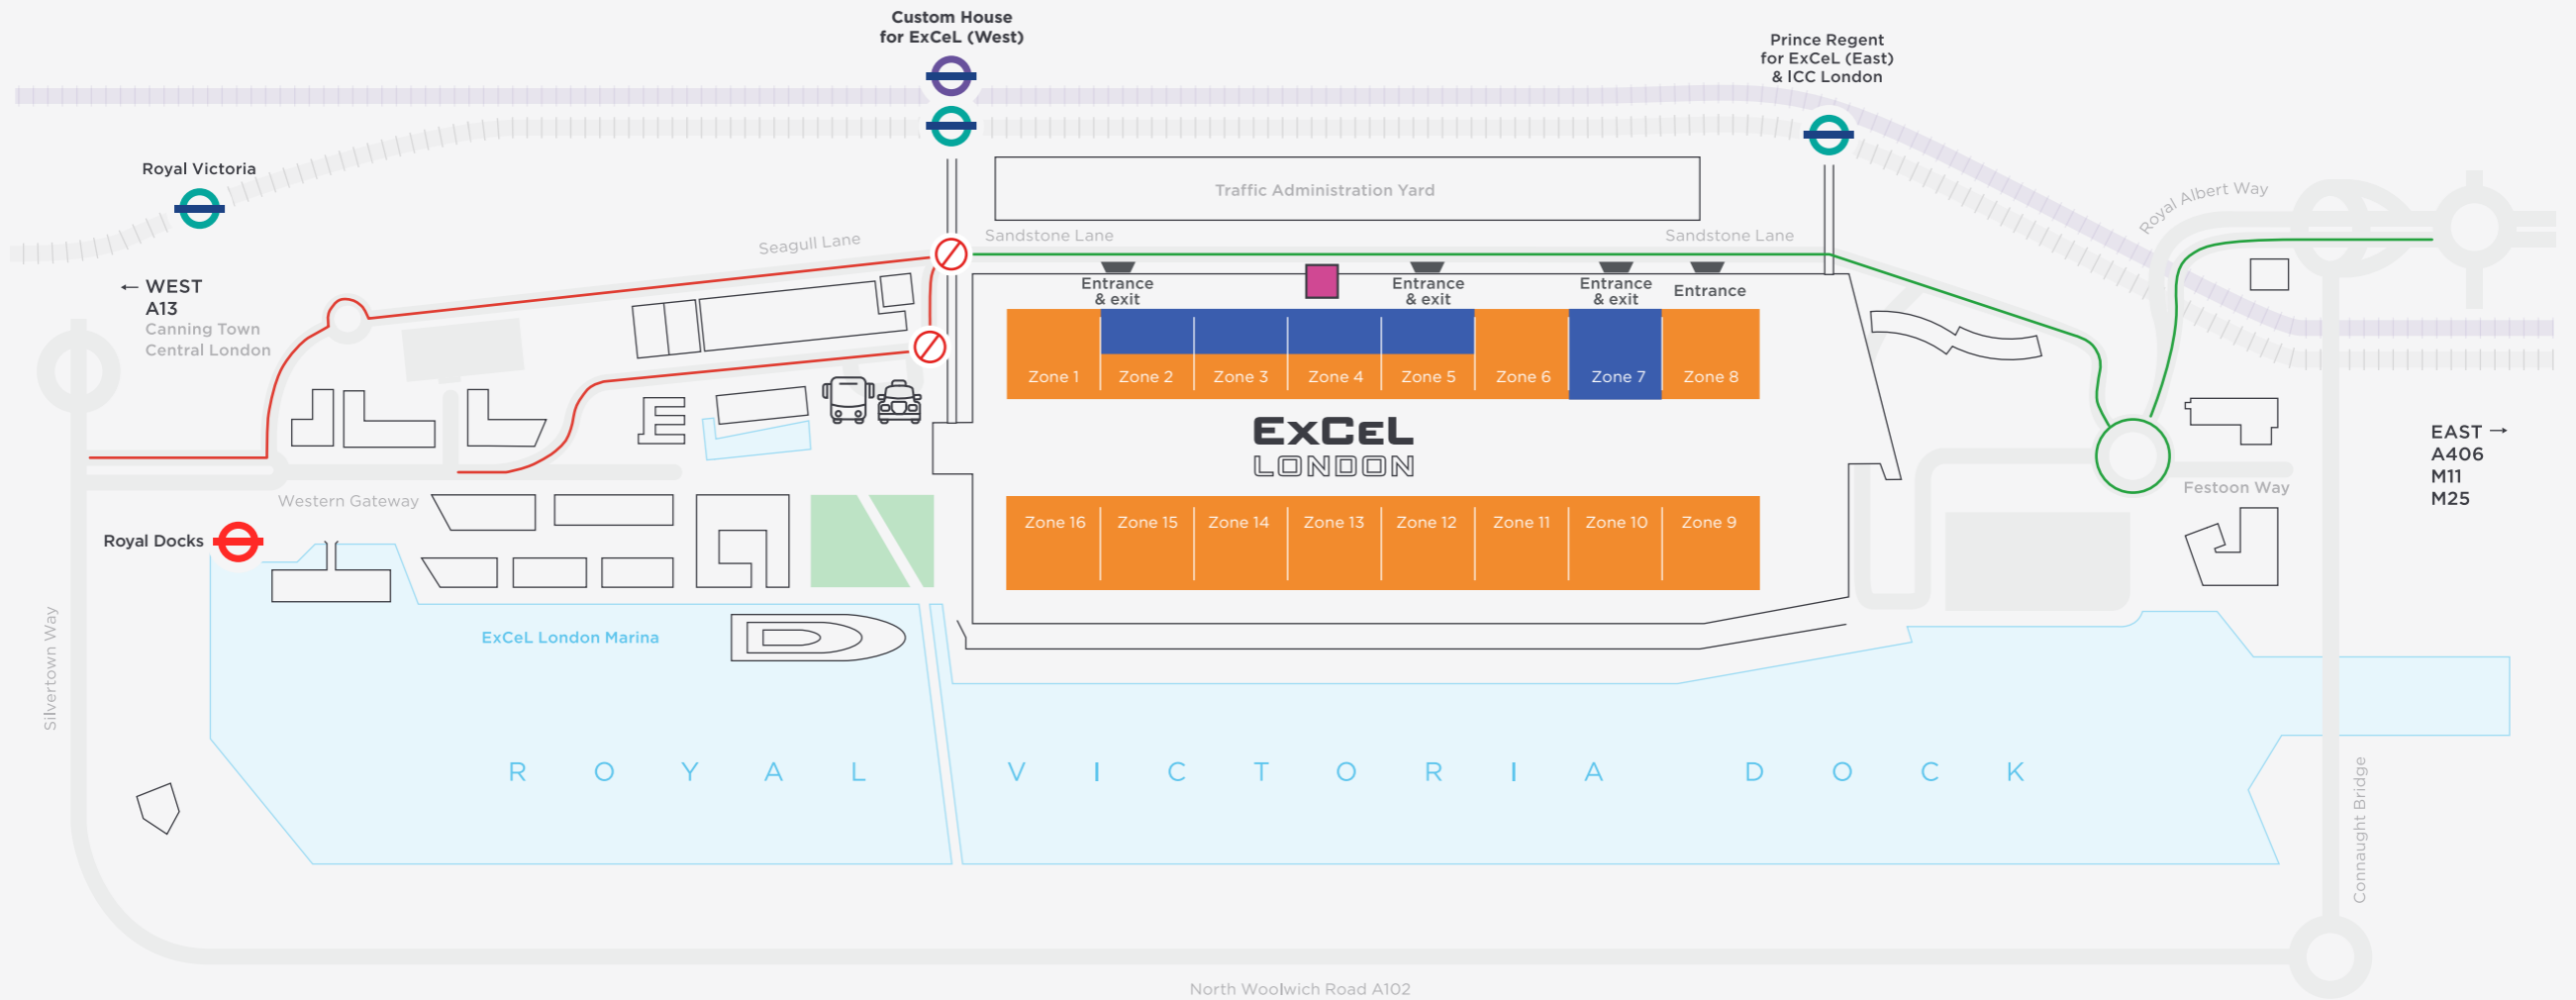 Custom House
for ExCeL (West)
Prince Regent
for ExCeL (East)
& ICC London
Royal Victoria
Traffic Administration Yard
Royal Albert Way
Seagull Lane
Sandstone Lane
Sandstone Lane
← WEST
A13
Canning Town
Central London
Entrance
& exit
Entrance
& exit
Entrance
& exit
Entrance
Zone 1
Zone 2
Zone 3
Zone 4
Zone 5
Zone 6
Zone 7
Zone 8
ExCeL
LONDON
EAST →
A406
M11
M25
Western Gateway
Festoon Way
Zone 16
Zone 15
Zone 14
Zone 13
Zone 12
Zone 11
Zone 10
Zone 9
Royal Docks
ExCeL London Marina
Silvertown Way
ROYAL VICTORIA DOCK
Connaught Bridge
North Woolwich Road A102